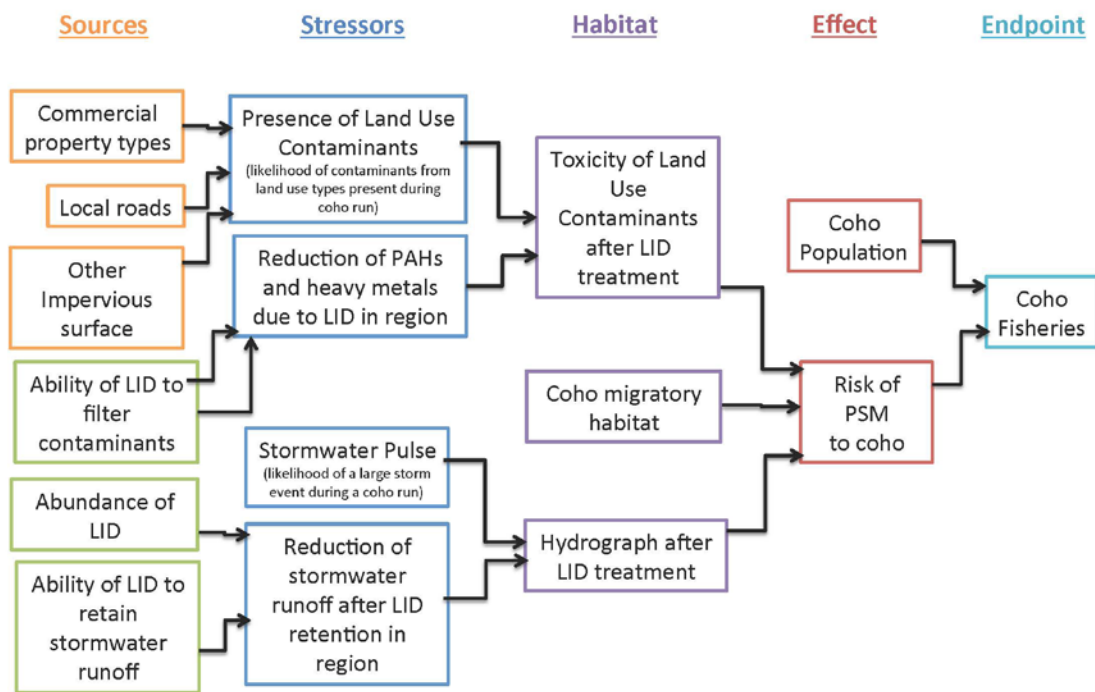 Sources
Stressors
Habitat
Effect
Endpoint
Commercial
property types
Local roads
Other
Impervious
surface
Ability of LID to
filter
contaminants
Abundance of
LID
Ability of LID to
retain
stormwater
runoff
Presence of Land Use
Contaminants
(likelihood of contaminants from
land use types present during
coho run)
Reduction of PAHs
and heavy metals
due to LID in region
Stormwater Pulse
(likelihood of a large storm
event during a coho run)
Reduction of
stormwater
runoff after LID
retention in
region
Toxicity of Land
Use
Contaminants
after LID
treatment
Coho migratory
habitat
Hydrograph after
LID treatment
Coho
Population
Risk of
PSM
to coho
Coho
Fisheries